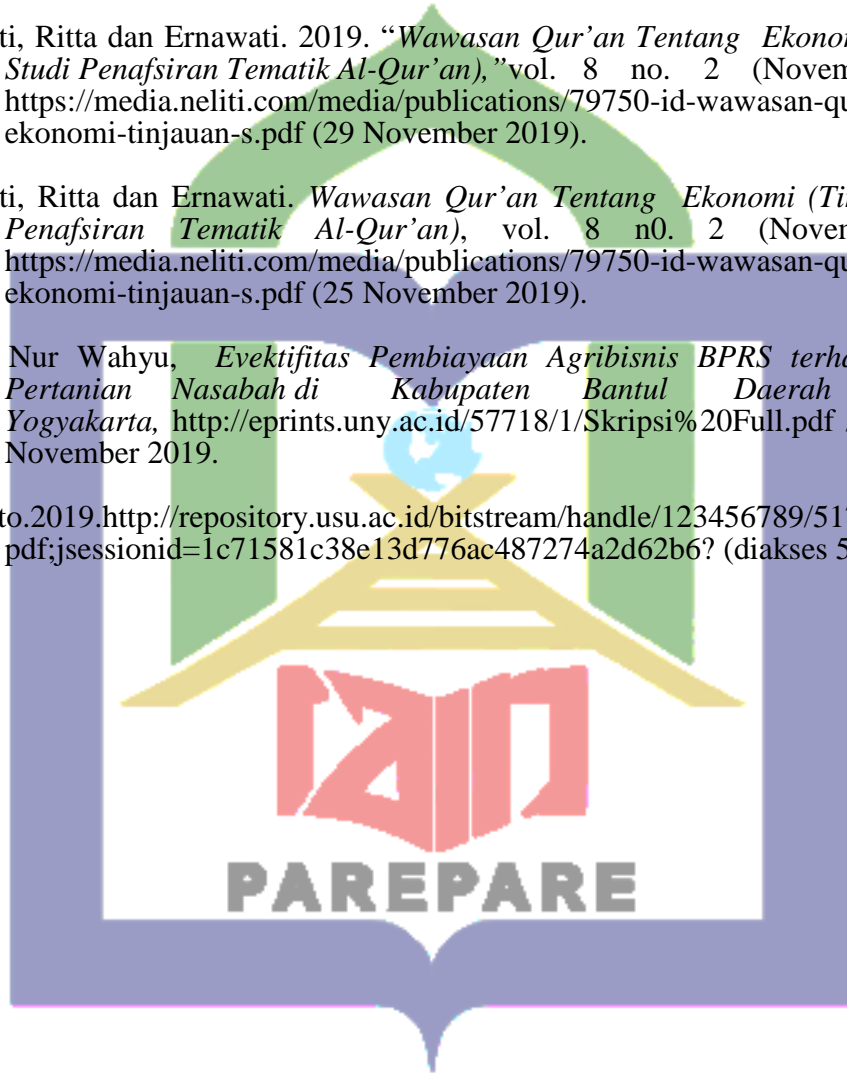 ti, Ritta dan Ernawati. 2019. “Wawasan Qur’an Tentang Ekonom
Studi Penafsiran Tematik Al-Qur’an),”vol. 8 no. 2 (Novem
https://media.neliti.com/media/publications/79750-id-wawasan-qu
ekonomi-tinjauan-s.pdf (29 November 2019).
ti, Ritta dan Ernawati. Wawasan Qur’an Tentang Ekonomi (Ti
Penafsiran Tematik Al-Qur’an), vol. 8 n0. 2 (Noven
https://media.neliti.com/media/publications/79750-id-wawasan-qu
ekonomi-tinjauan-s.pdf (25 November 2019).
Nur Wahyu, Evektifitas Pembiayaan Agribisnis BPRS terha
Pertanian Nasabah di Kabupaten Bantul Daerah
Yogyakarta, http://eprints.uny.ac.id/57718/1/Skripsi%20Full.pdf
November 2019.
to.2019.http://repository.usu.ac.id/bitstream/handle/123456789/517
pdf;jsessionid=1c71581c38e13d776ac487274a2d62b6? (diakses 5
iain
PAREPARE